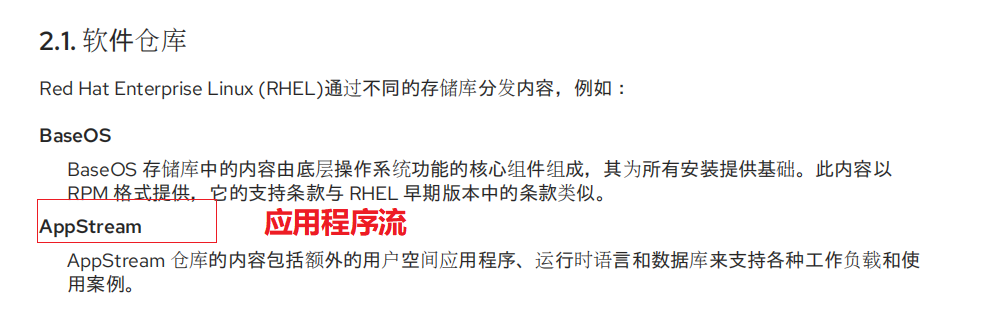 2.1. 软件仓库
Red Hat Enterprise Linux (RHEL)通过不同的存储库分发内容，例如：
BaseOS
BaseOS 存储库中的内容由底层操作系统功能的核心组件组成，其为所有安装提供基础。此内容以
RPM 格式提供，它的支持条款与 RHEL 早期版本中的条款类似。
AppStream 应用程序流
AppStream 仓库的内容包括额外的用户空间应用程序、运行时语言和数据库来支持各种工作负载和使
用案例。